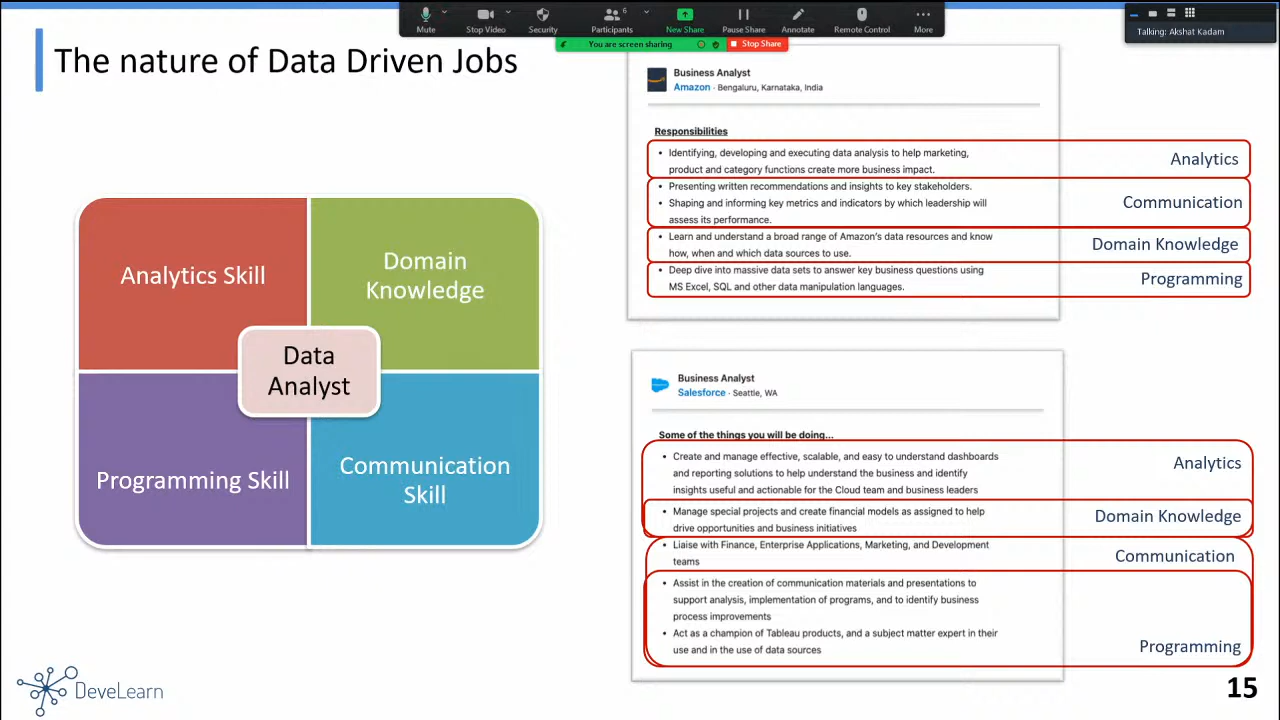 Mute
Stop Video
Security
Participants
6
New Share
Pause Share
Annotate
Remote Control
More
You are screen sharing
Stop Share
Talking: Akshat Kadam
The nature of Data Driven Jobs
Analytics Skill
Domain
Knowledge
Data
Analyst
Programming Skill
Communication
Skill
Business Analyst
Amazon · Bengaluru, Karnataka, India
Responsibilities
• Identifying, developing and executing data analysis to help marketing,
product and category functions create more business impact.
Analytics
• Presenting written recommendations and insights to key stakeholders.
• Shaping and informing key metrics and indicators by which leadership will
assess its performance.
Communication
• Learn and understand a broad range of Amazon's data resources and know
how, when and which data sources to use.
Domain Knowledge
• Deep dive into massive data sets to answer key business questions using
MS Excel, SQL and other data manipulation languages.
Programming
Business Analyst
Salesforce · Seattle, WA
Some of the things you will be doing...
• Create and manage effective, scalable, and easy to understand dashboards
and reporting solutions to help understand the business and identify
insights useful and actionable for the Cloud team and business leaders
Analytics
• Manage special projects and create financial models as assigned to help
drive opportunities and business initiatives
Domain Knowledge
• Liaise with Finance, Enterprise Applications, Marketing, and Development
teams
Communication
• Assist in the creation of communication materials and presentations to
support analysis, implementation of programs, and to identify business
process improvements
• Act as a champion of Tableau products, and a subject matter expert in their
use and in the use of data sources
Programming
DeveLearn
15